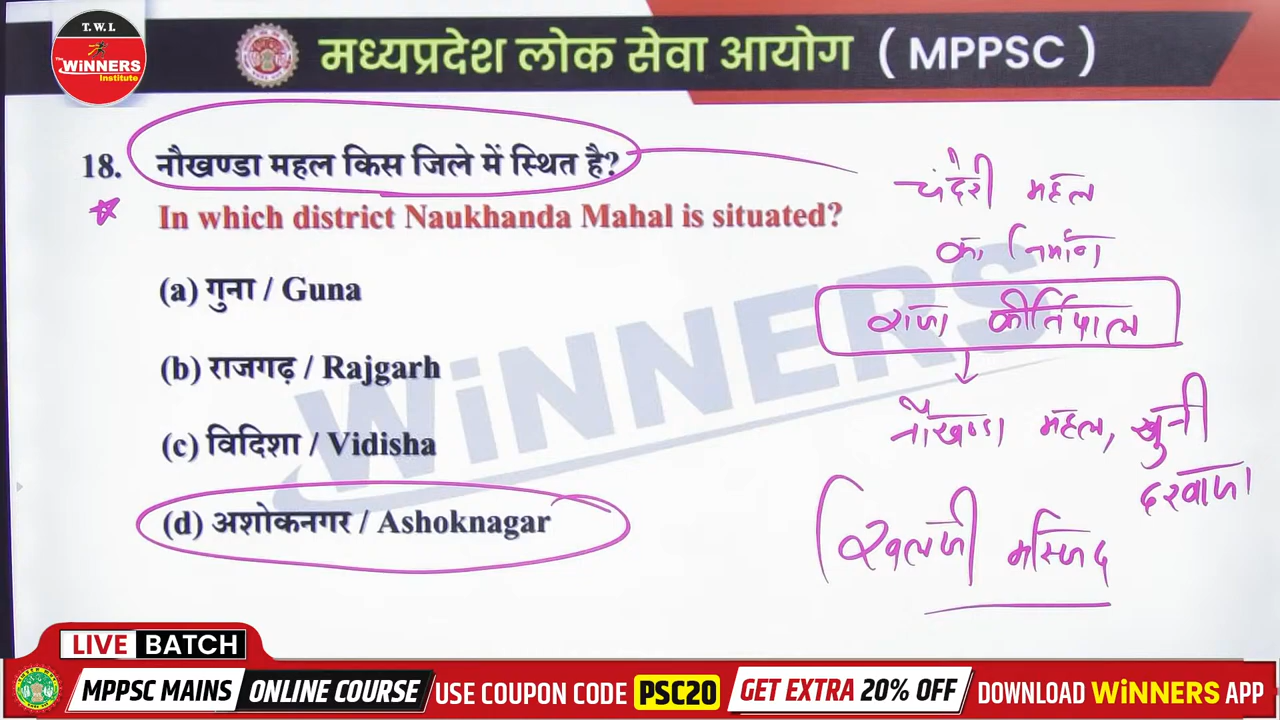 T. W. I.
The WiNNERS
Institute
मध्यप्रदेश लोक सेवा आयोग ( MPPSC )
18. नौखण्डा महल किस जिले में स्थित है?
In which district Naukhanda Mahal is situated?
(a) गुना / Guna
(b) राजगढ़ / Rajgarh
(c) विदिशा / Vidisha
(d) अशोकनगर / Ashoknagar
चंदेरी महल
का निर्माण
राजा कीर्तिपाल
नौखण्डा महल, खुनी
दरवाजा
खिलजी मस्जिद
WiNNERS
LIVE BATCH
MPPSC MAINS ONLINE COURSE USE COUPON CODE PSC20 GET EXTRA 20% OFF DOWNLOAD WiNNERS APP